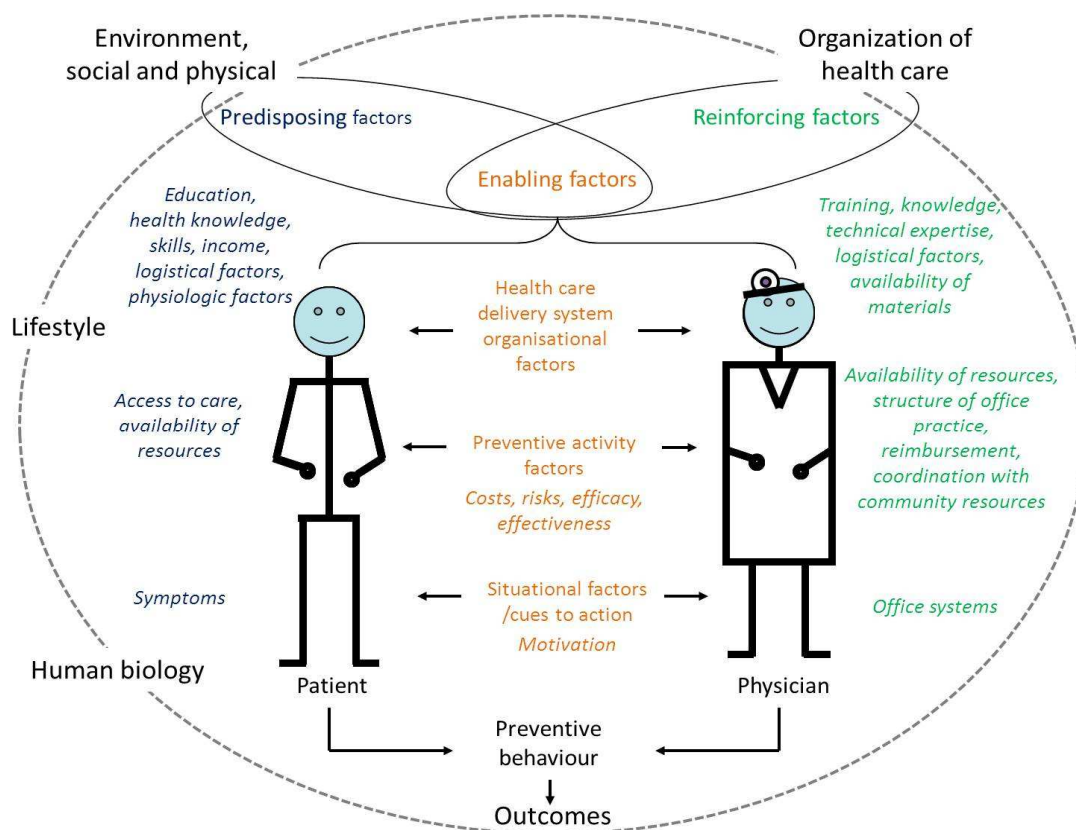 Environment,
social and physical
Organization of
health care
Predisposing factors
Reinforcing factors
Enabling factors
Education,
health knowledge,
skills, income,
logistical factors,
physiologic factors
Training, knowledge,
technical expertise,
logistical factors,
availability of
materials
Health care
delivery system
organisational
factors
Lifestyle
Access to care,
availability of
resources
Preventive activity
factors
Costs, risks, efficacy,
effectiveness
Availability of resources,
structure of office
practice,
reimbursement,
coordination with
community resources
Symptoms
Situational factors
/cues to action
Motivation
Office systems
Human biology
Patient
Physician
Preventive
behaviour
Outcomes